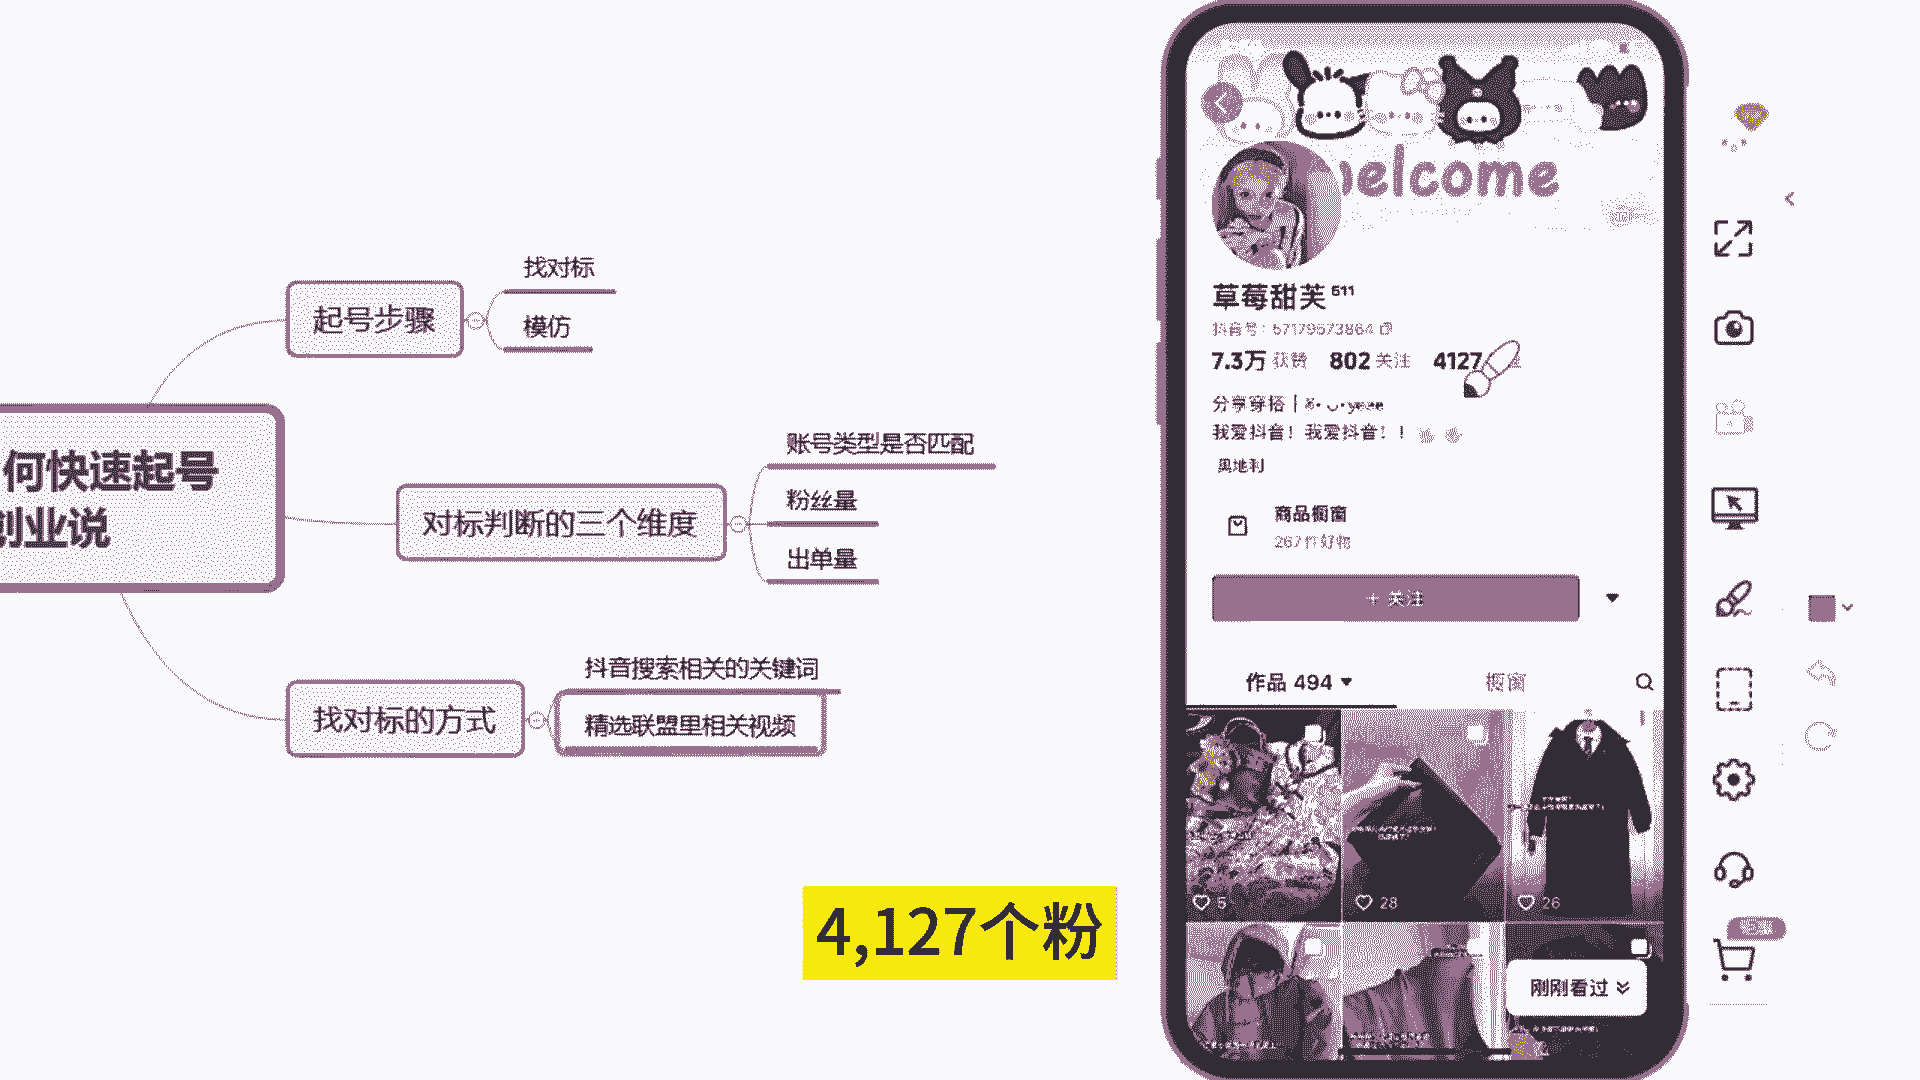 何快速起号
创业说
起号步骤
找对标
模仿
对标判断的三个维度
账号类型是否匹配
粉丝量
出单量
找对标的方式
抖音搜索相关的关键词
精选联盟里相关视频
4,127个粉
welcome
草莓甜芙⁵¹¹
抖音号：57179573864
7.3万 获赞 802 关注 4127
分享穿搭
我爱抖音！我爱抖音！！
奥地利
商品橱窗
267件好物
+ 关注
作品 494
橱窗
5
28
26
刚刚看过